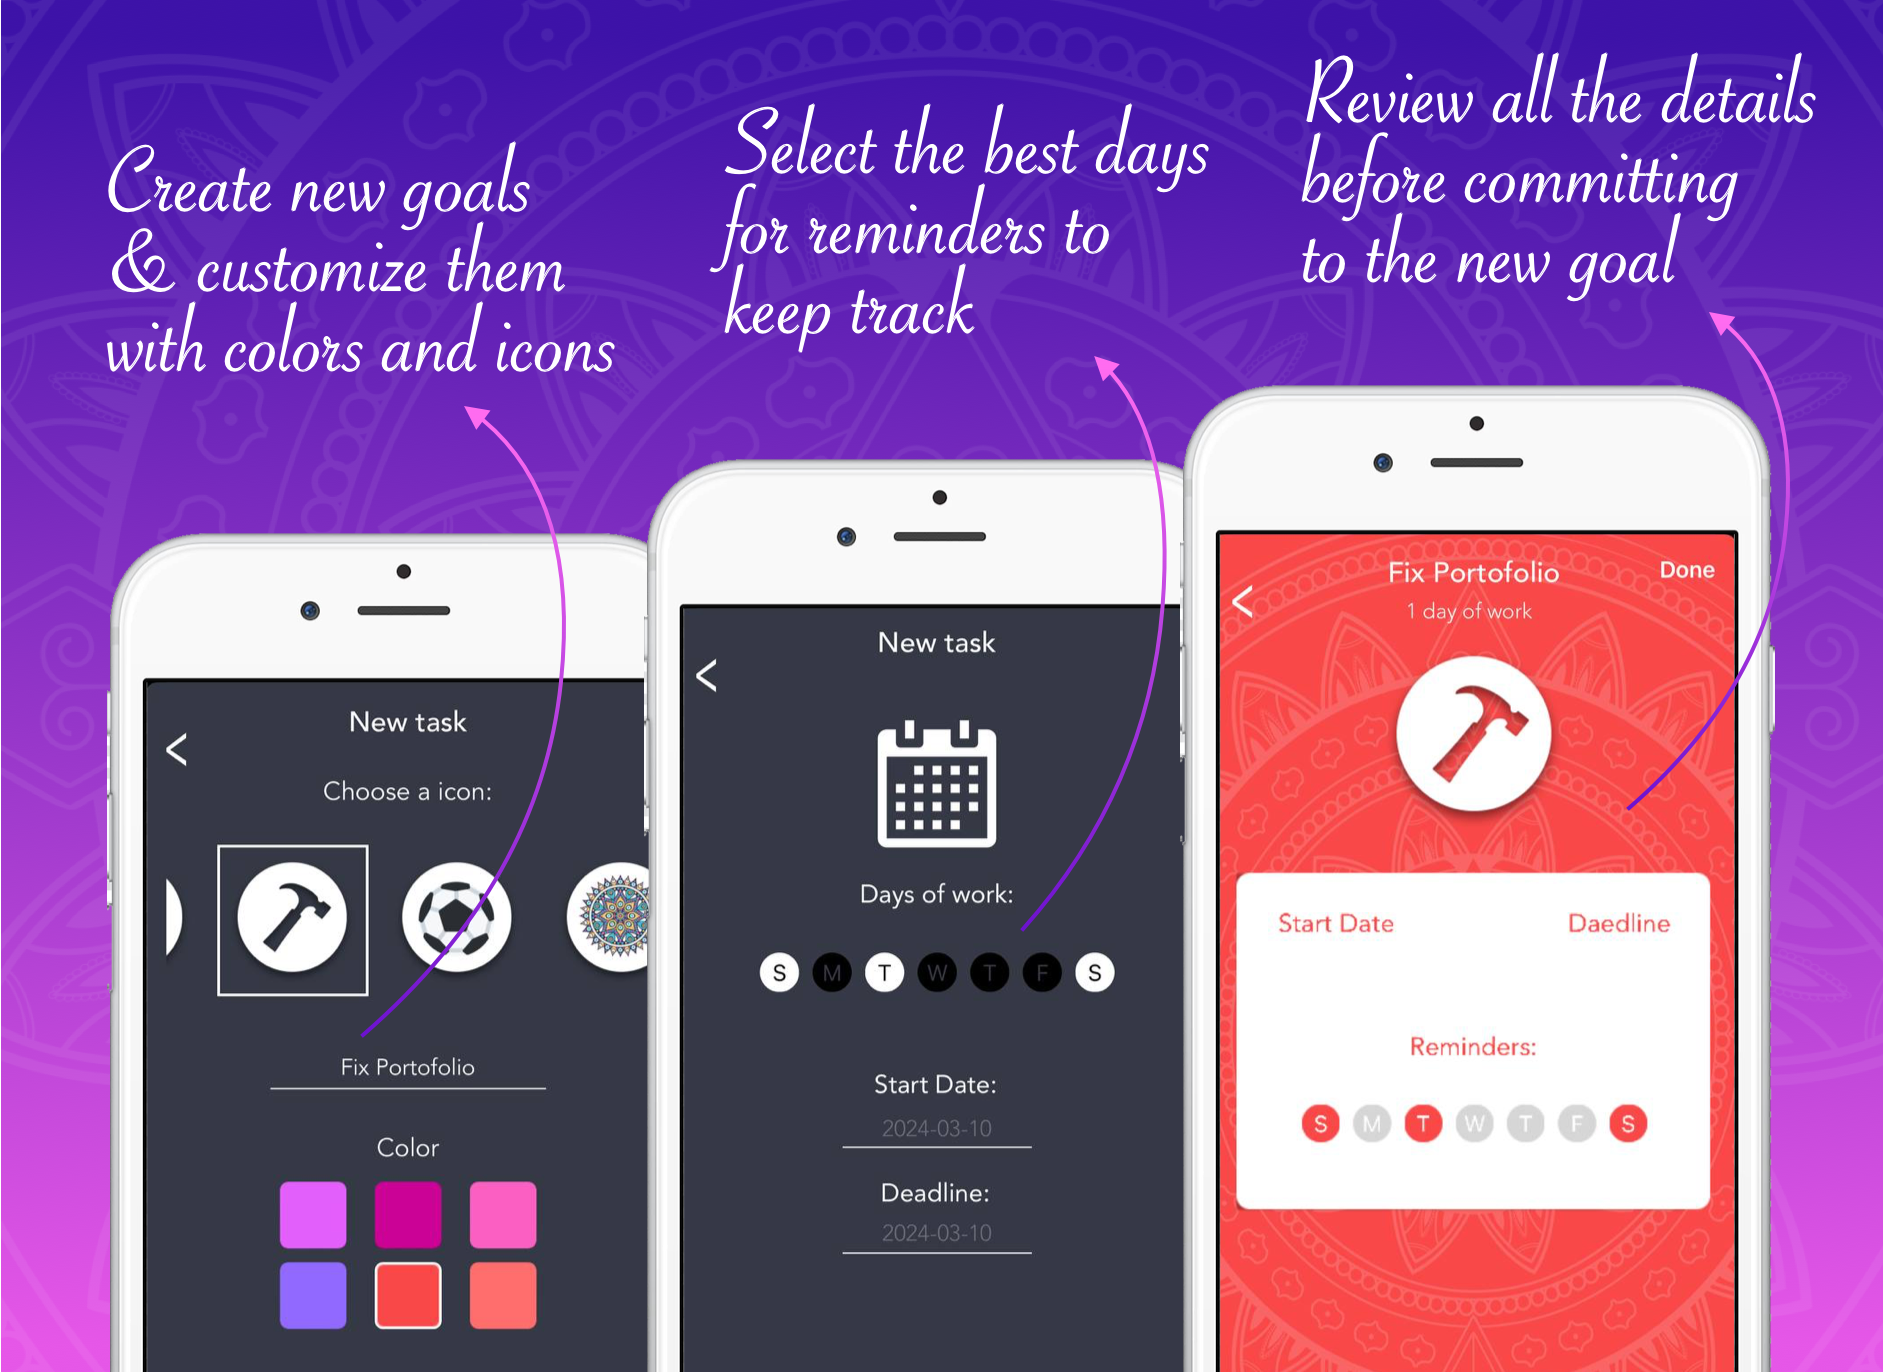 Create new goals
& customize them
with colors and icons
Select the best days
for reminders to
keep track
Review all the details
before committing
to the new goal
New task
Choose a icon:
Fix Portofolio
Color
New task
Days of work:
S M T W T F S
Start Date:
2024-03-10
Deadline:
2024-03-10
Fix Portofolio
Done
1 day of work
Start Date Daedline
Reminders:
S M T W T F S